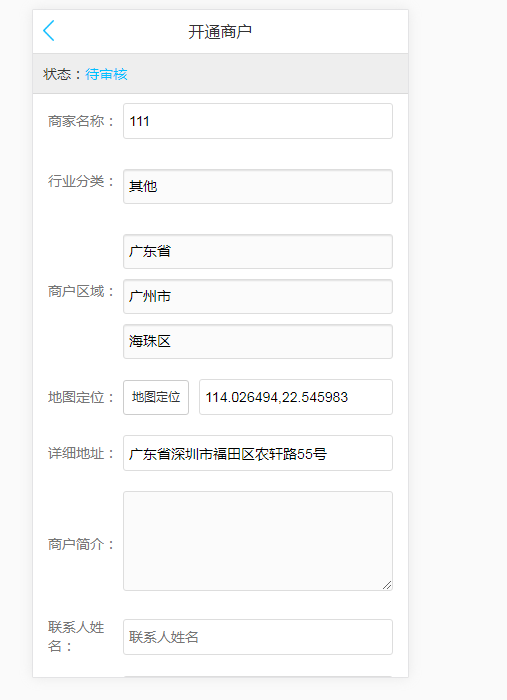 开通商户
状态：待审核
商家名称： 111
行业分类： 其他
广东省
商户区域： 广州市
海珠区
地图定位： 地图定位 114.026494,22.545983
详细地址： 广东省深圳市福田区农轩路55号
商户简介：
联系人姓
名： 联系人姓名